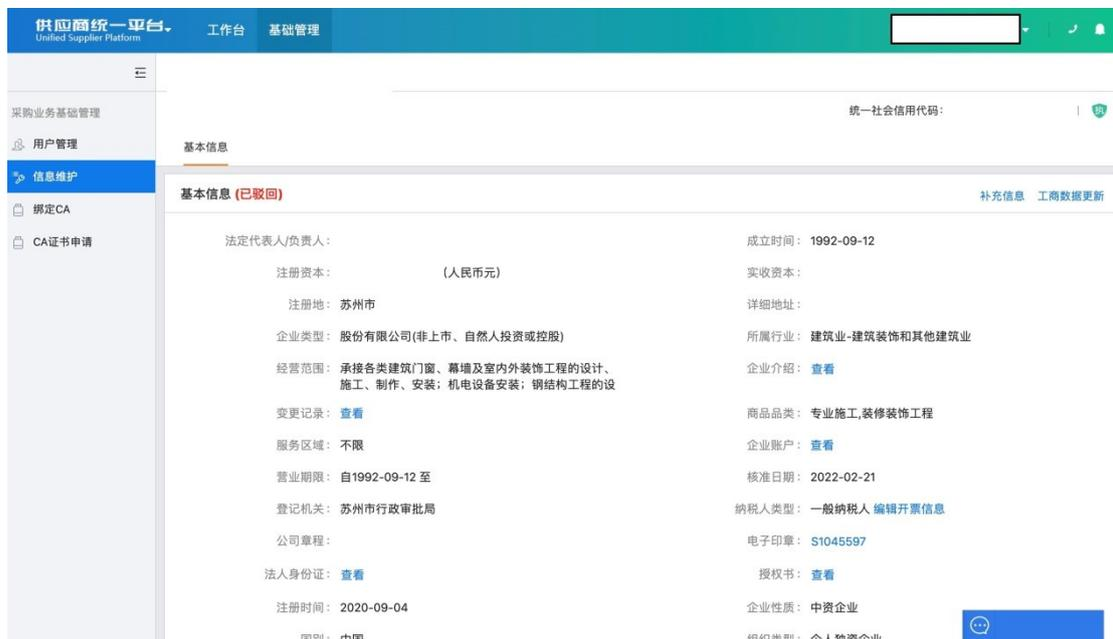 供应商统一平台
Unified Supplier Platform
工作台
基础管理
采购业务基础管理
统一社会信用代码:
执
用户管理
基本信息
信息维护
基本信息 (已驳回)
补充信息 工商数据更新
绑定CA
CA证书申请
法定代表人/负责人:
成立时间: 1992-09-12
注册资本: (人民币元)
实收资本:
注册地: 苏州市
详细地址:
企业类型: 股份有限公司(非上市、自然人投资或控股)
所属行业: 建筑业-建筑装饰和其他建筑业
经营范围: 承接各类建筑门窗、幕墙及室内外装饰工程的设计、
施工、制作、安装; 机电设备安装; 钢结构工程的设
企业介绍: 查看
变更记录: 查看
商品品类: 专业施工,装修装饰工程
服务区域: 不限
企业账户: 查看
营业期限: 自1992-09-12 至
核准日期: 2022-02-21
登记机关: 苏州市行政审批局
纳税人类型: 一般纳税人 编辑开票信息
公司章程:
电子印章: S1045597
法人身份证: 查看
授权书: 查看
注册时间: 2020-09-04
企业性质: 中资企业
国别: 中国
组织类型: 个人独资企业